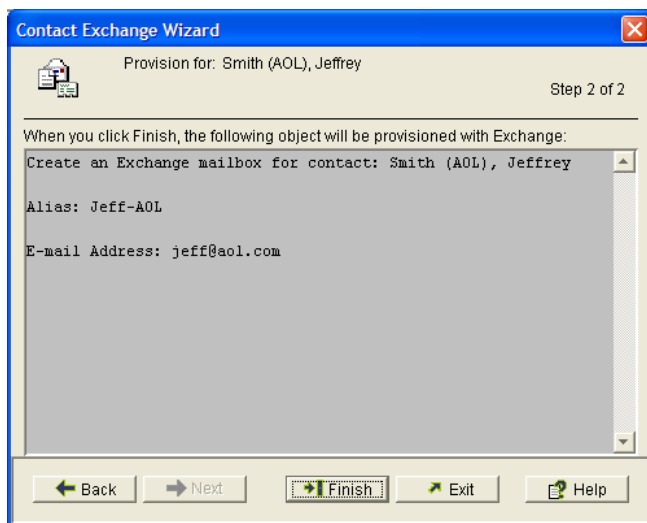 Contact Exchange Wizard
Provision for: Smith (AOL), Jeffrey
Step 2 of 2
When you click Finish, the following object will be provisioned with Exchange:
Create an Exchange mailbox for contact: Smith (AOL), Jeffrey
Alias: Jeff-AOL
E-mail Address: jeff@aol.com
Back Next Finish Exit Help